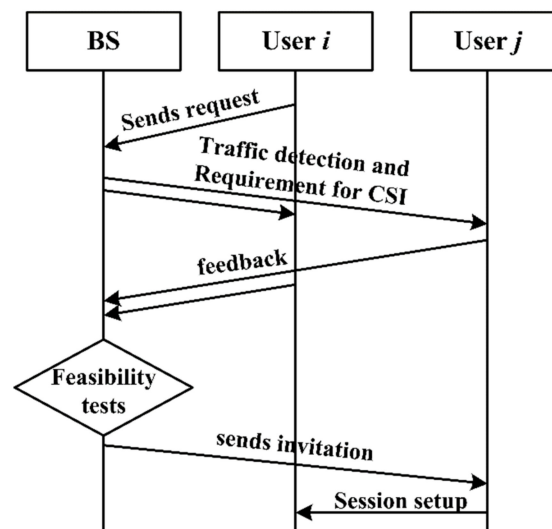 BS
User i
User j
Sends request
Traffic detection and
Requirement for CSI
feedback
Feasibility
tests
sends invitation
Session setup